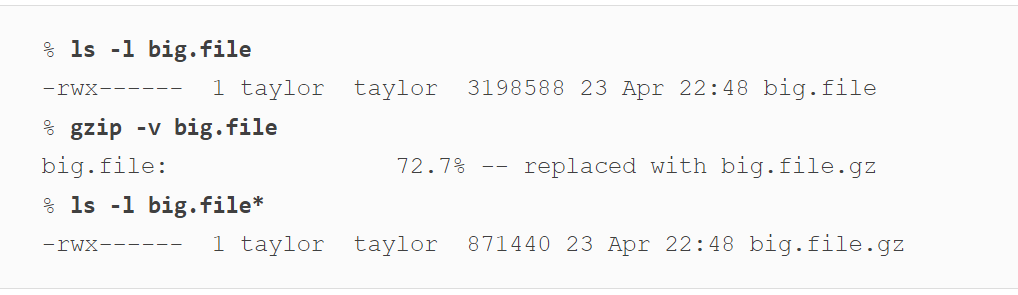 % ls -l big.file
-rwx------  1 taylor  taylor  3198588 23 Apr 22:48 big.file
% gzip -v big.file
big.file:                72.7% -- replaced with big.file.gz
% ls -l big.file*
-rwx------  1 taylor  taylor  871440 23 Apr 22:48 big.file.gz